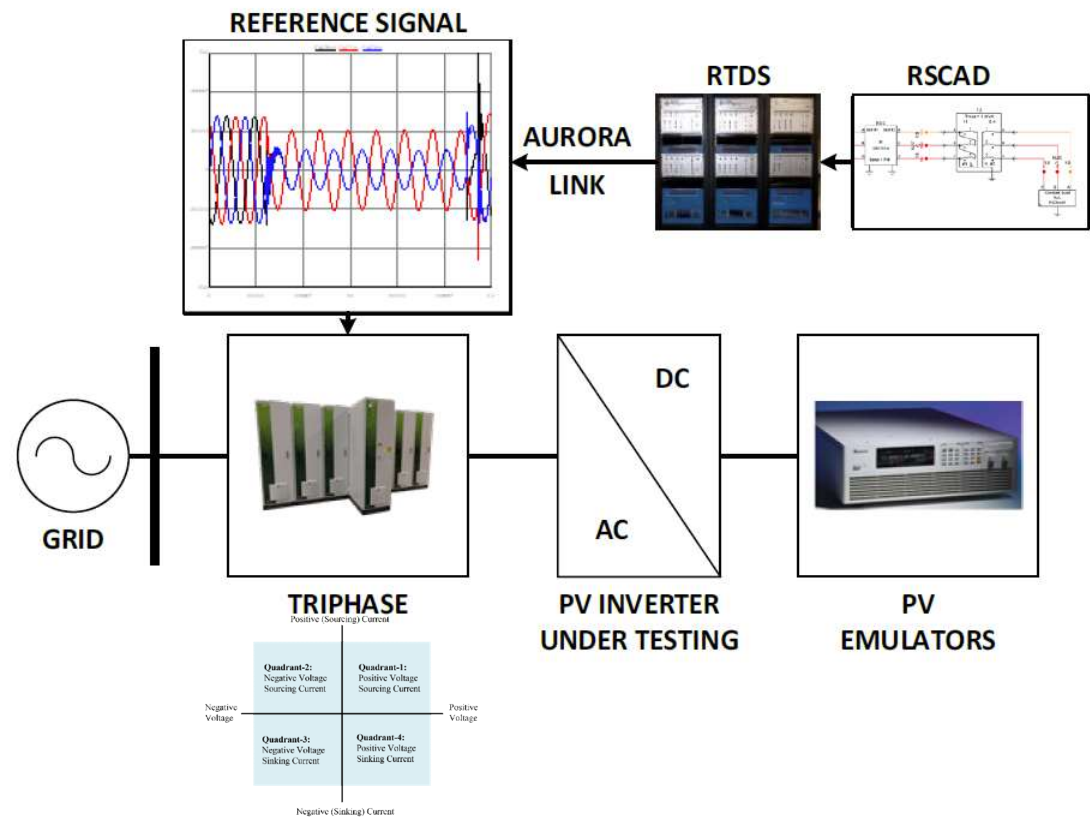 REFERENCE SIGNAL
RTDS
RSCAD
AURORA
LINK
DC
AC
GRID
TRIPHASE
PV INVERTER
UNDER TESTING
PV
EMULATORS
Positive (Sourcing) Current
Quadrant-2:
Negative Voltage
Sourcing Current
Quadrant-1:
Positive Voltage
Sourcing Current
Negative
Voltage
Positive
Voltage
Quadrant-3:
Negative Voltage
Sinking Current
Quadrant-4:
Positive Voltage
Sinking Current
Negative (Sinking) Current